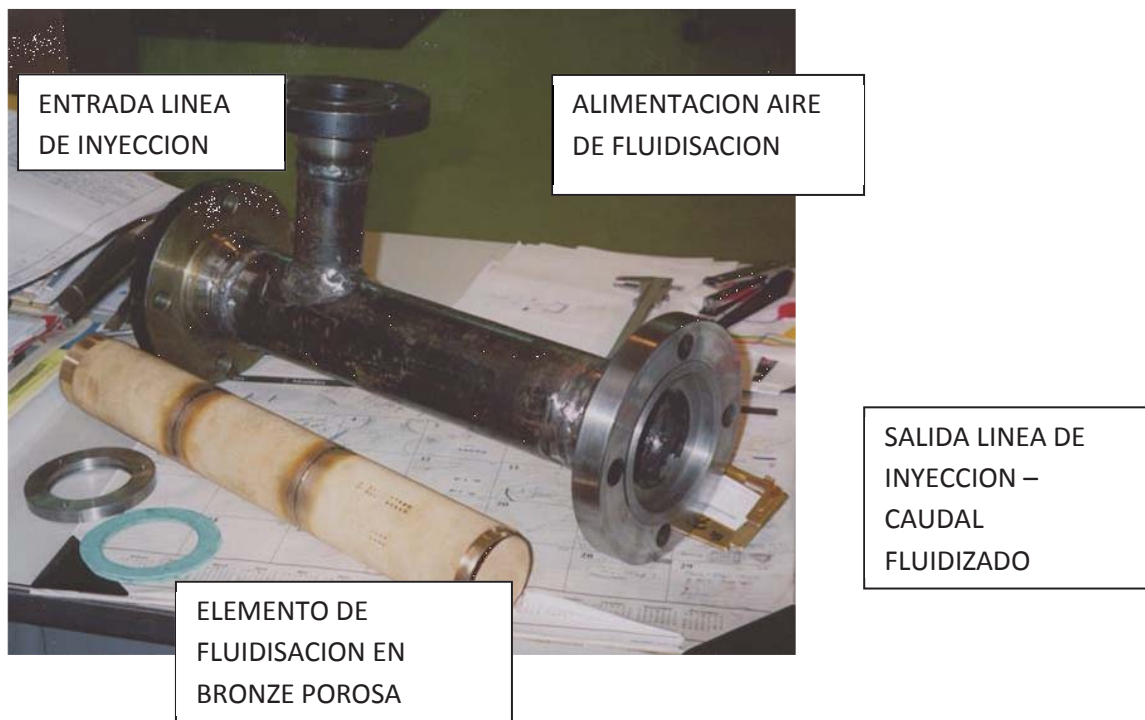 ENTRADA LINEA
DE INYECCION
ALIMENTACION AIRE
DE FLUIDISACION
SALIDA LINEA DE
INYECCION –
CAUDAL
FLUIDIZADO
ELEMENTO DE
FLUIDISACION EN
BRONZE POROSA